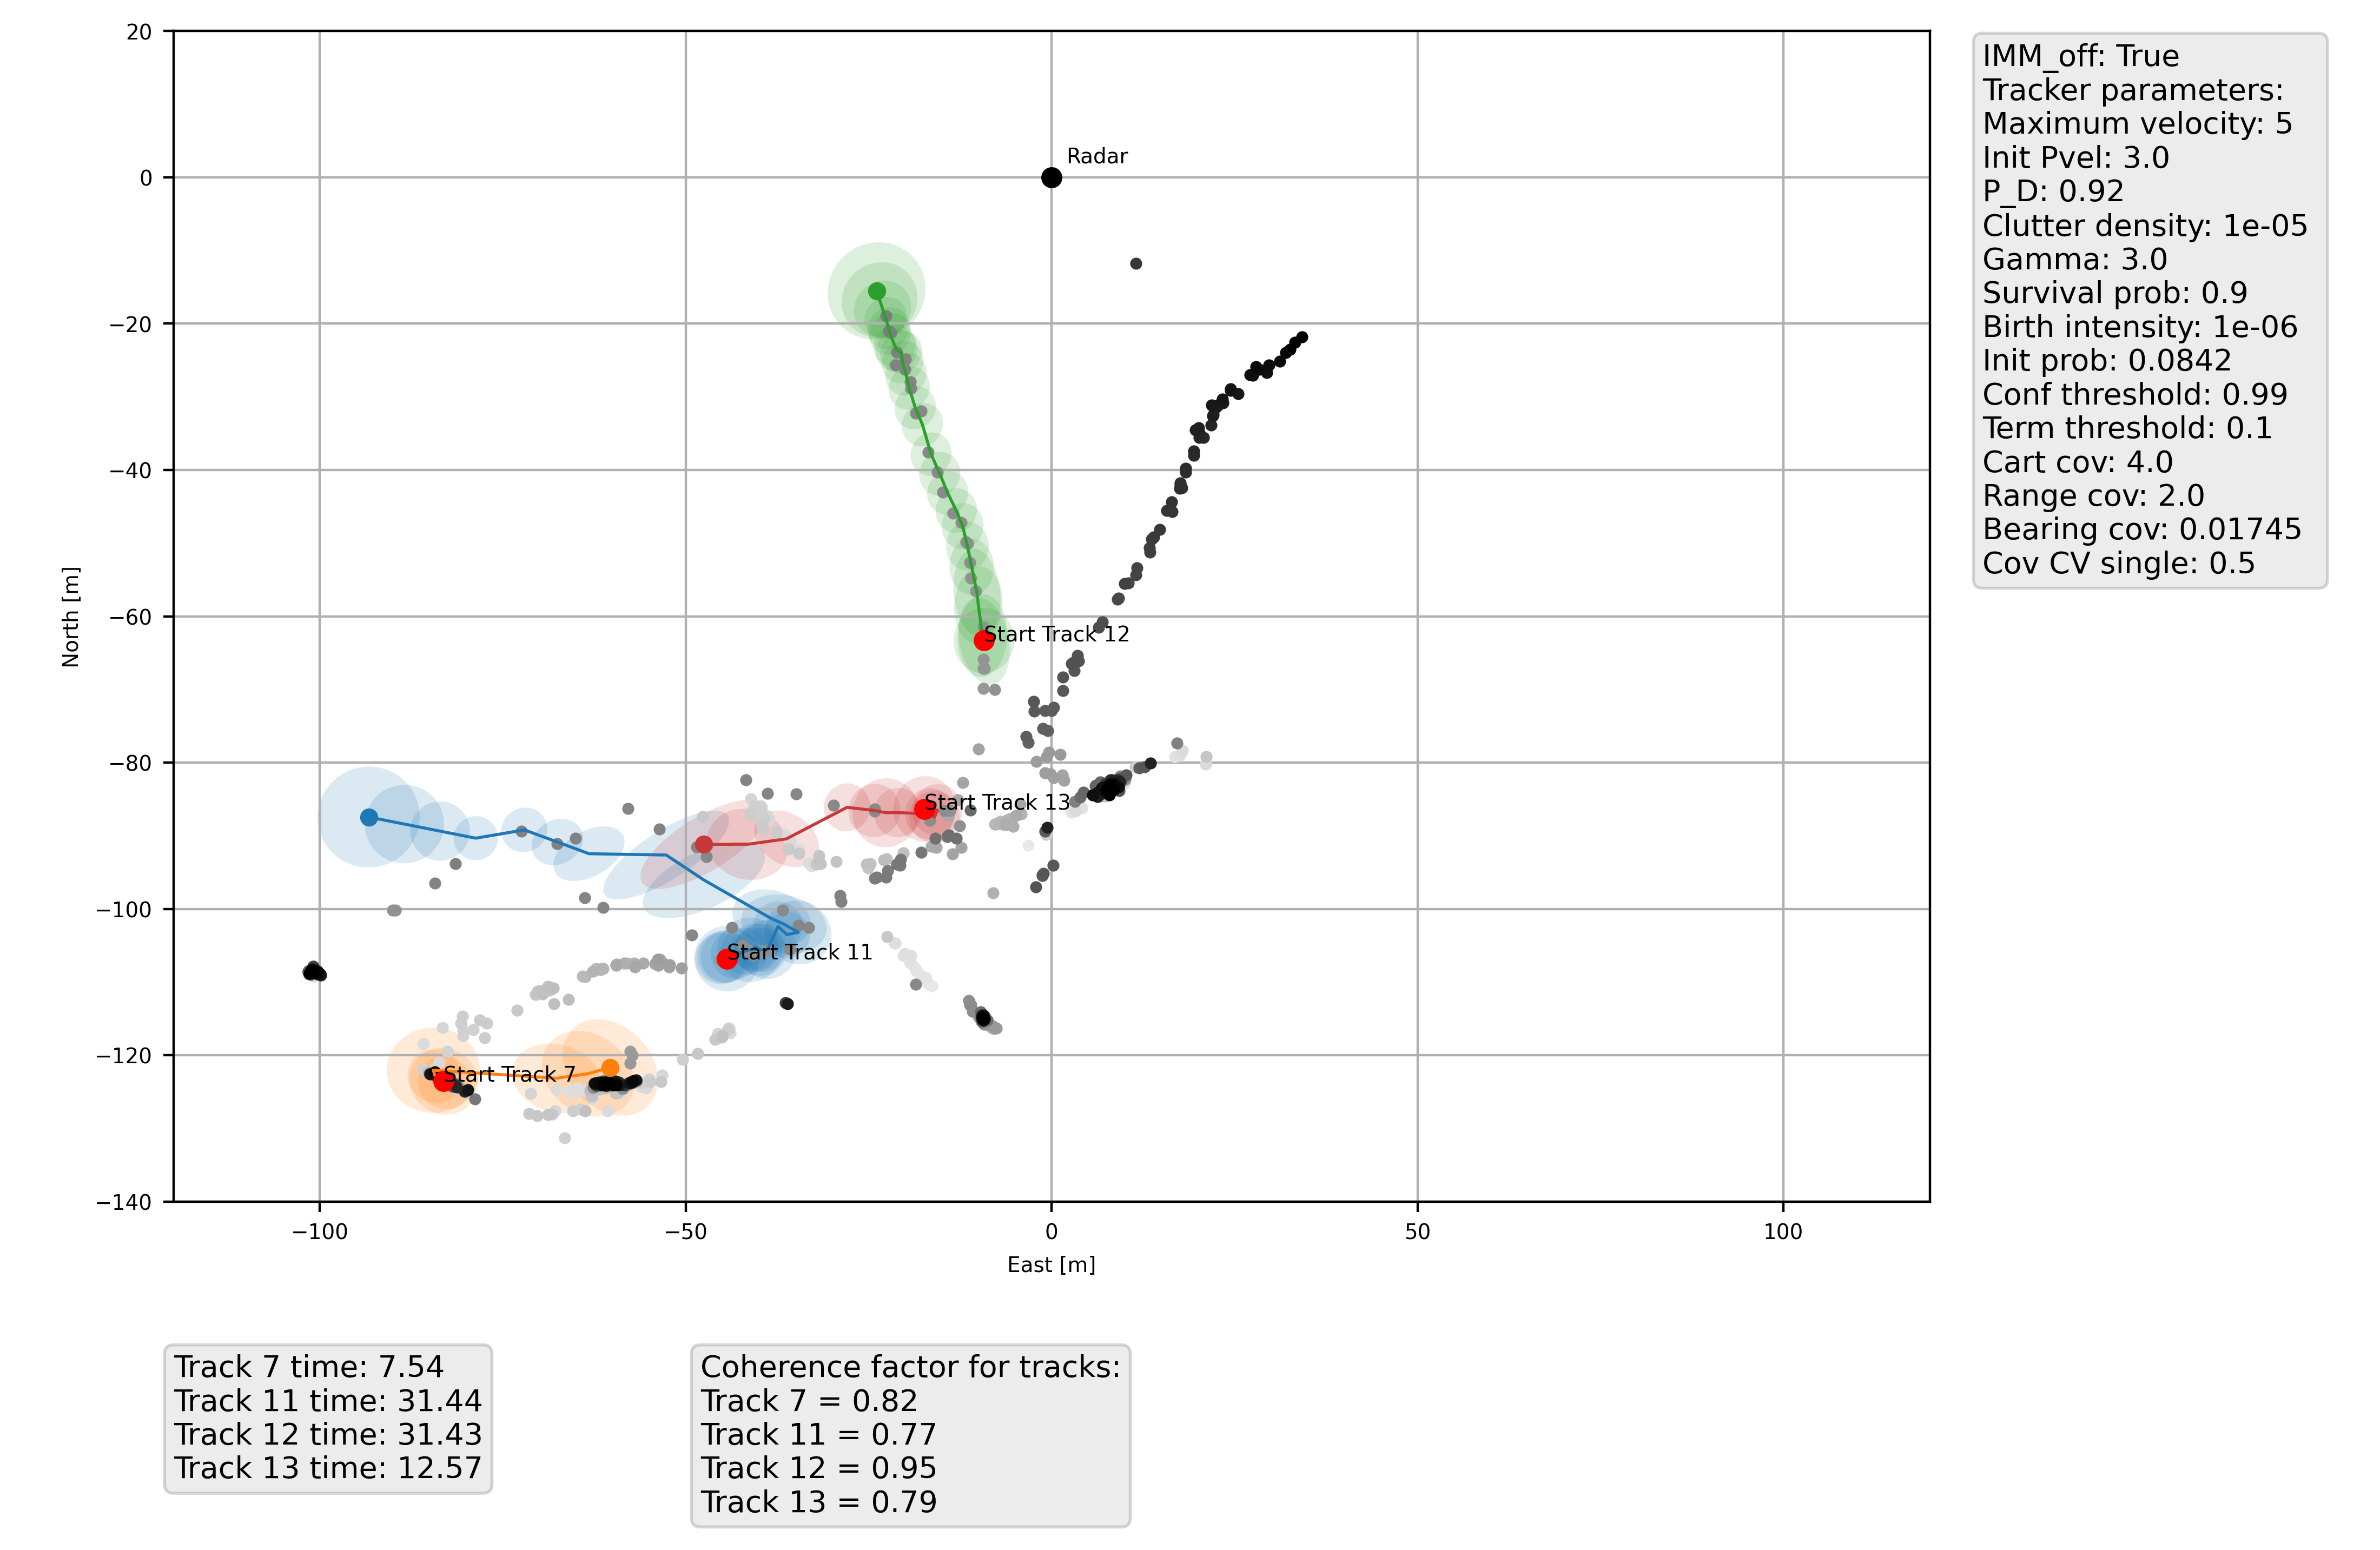 20
0
−20
−40
−60
−80
−100
−120
−140
−100
−50
0
50
100
North [m]
East [m]
Radar
Start Track 12
Start Track 13
Start Track 11
Start Track 7
IMM_off: True
Tracker parameters:
Maximum velocity: 5
Init Pvel: 3.0
P_D: 0.92
Clutter density: 1e-05
Gamma: 3.0
Survival prob: 0.9
Birth intensity: 1e-06
Init prob: 0.0842
Conf threshold: 0.99
Term threshold: 0.1
Cart cov: 4.0
Range cov: 2.0
Bearing cov: 0.01745
Cov CV single: 0.5
Track 7 time: 7.54
Track 11 time: 31.44
Track 12 time: 31.43
Track 13 time: 12.57
Coherence factor for tracks:
Track 7 = 0.82
Track 11 = 0.77
Track 12 = 0.95
Track 13 = 0.79